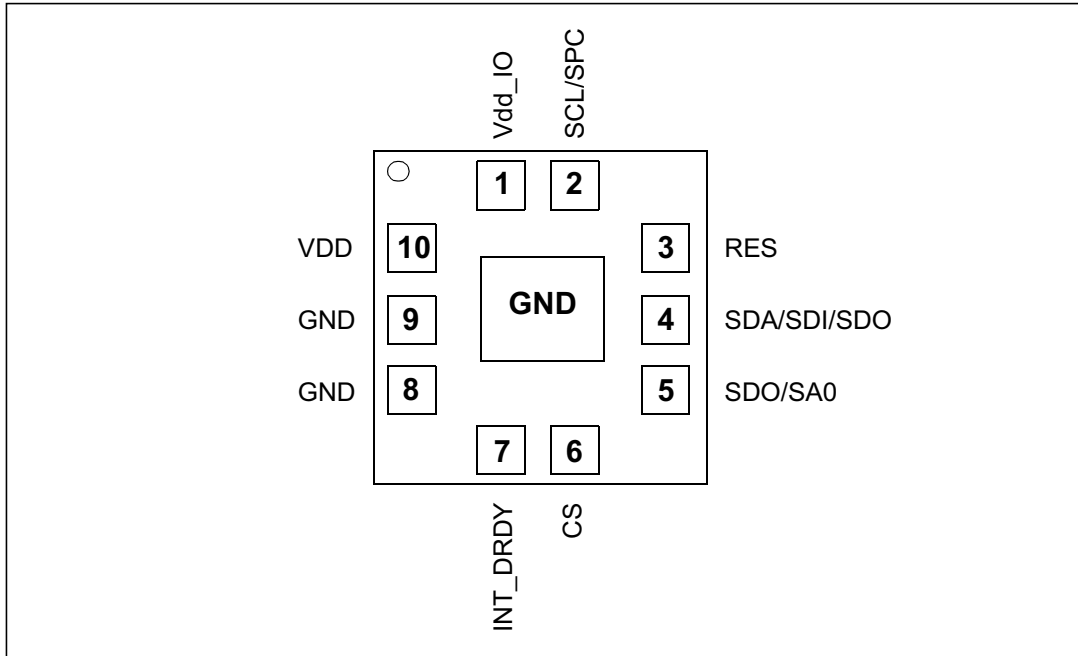 Vdd_IO
SCL/SPC
1
2
VDD
10
3
RES
GND
9
GND
4
SDA/SDI/SDO
GND
8
5
SDO/SA0
7
6
INT_DRDY
CS